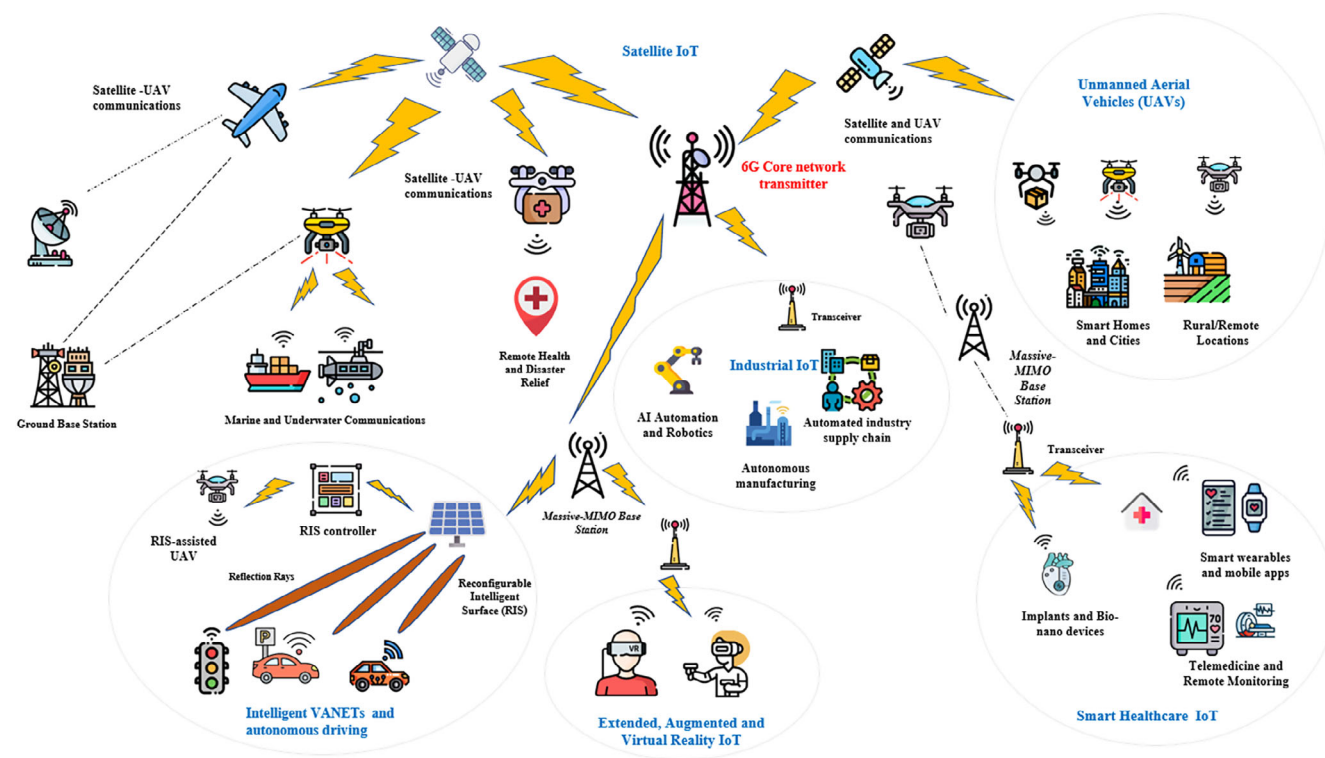 Satellite IoT
Satellite -UAV
communications
Unmanned Aerial
Vehicles (UAVs)
Satellite and UAV
communications
6G Core network
transmitter
Satellite -UAV
communications
Transceiver
Smart Homes
and Cities
Rural/Remote
Locations
Massive-
MIMO
Base
Station
Remote Health
and Disaster
Relief
Industrial IoT
Ground Base Station
Marine and Underwater Communications
AI Automation
and Robotics
Automated industry
supply chain
Autonomous
manufacturing
Transceiver
RIS controller
Massive-MIMO Base
Station
RIS-assisted
UAV
Reflection Rays
Reconfigurable
Intelligent
Surface (RIS)
Smart wearables
and mobile apps
Implants and Bio-
nano devices
70
Telemedicine and
Remote Monitoring
P
VR
Intelligent VANETs and
autonomous driving
Extended, Augmented and
Virtual Reality IoT
Smart Healthcare IoT